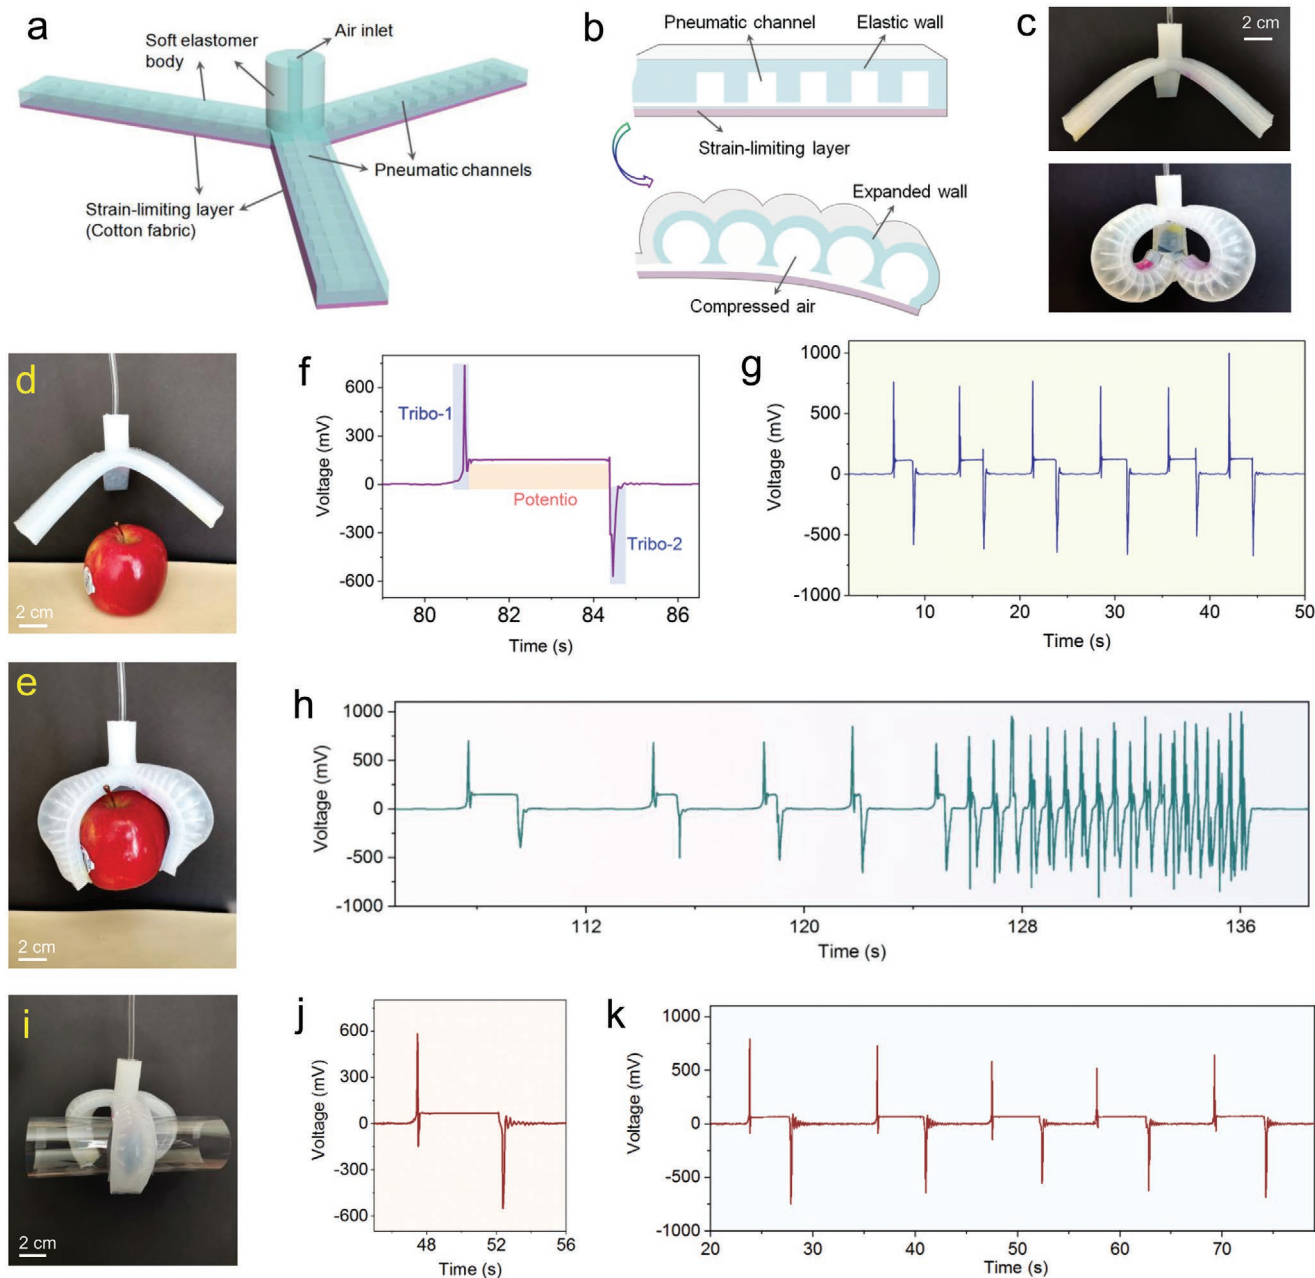 a
Soft elastomer
body
Air inlet
Pneumatic channels
Strain-limiting layer
(Cotton fabric)
b
Pneumatic channel
Elastic wall
Strain-limiting layer
Expanded wall
Compressed air
c
2 cm
d
2 cm
f
600
300
0
-300
-600
Voltage (mV)
Tribo-1
Potentio
Tribo-2
80
82
84
86
Time (s)
g
1000
500
0
-500
-1000
Voltage (mV)
10
20
30
40
50
Time (s)
e
2 cm
h
1000
500
0
-500
-1000
Voltage (mV)
112
120
128
136
Time (s)
i
2 cm
j
600
300
0
-300
-600
Voltage (mV)
48
52
56
Time (s)
k
1000
500
0
-500
-1000
Voltage (mV)
20
30
40
50
60
70
Time (s)